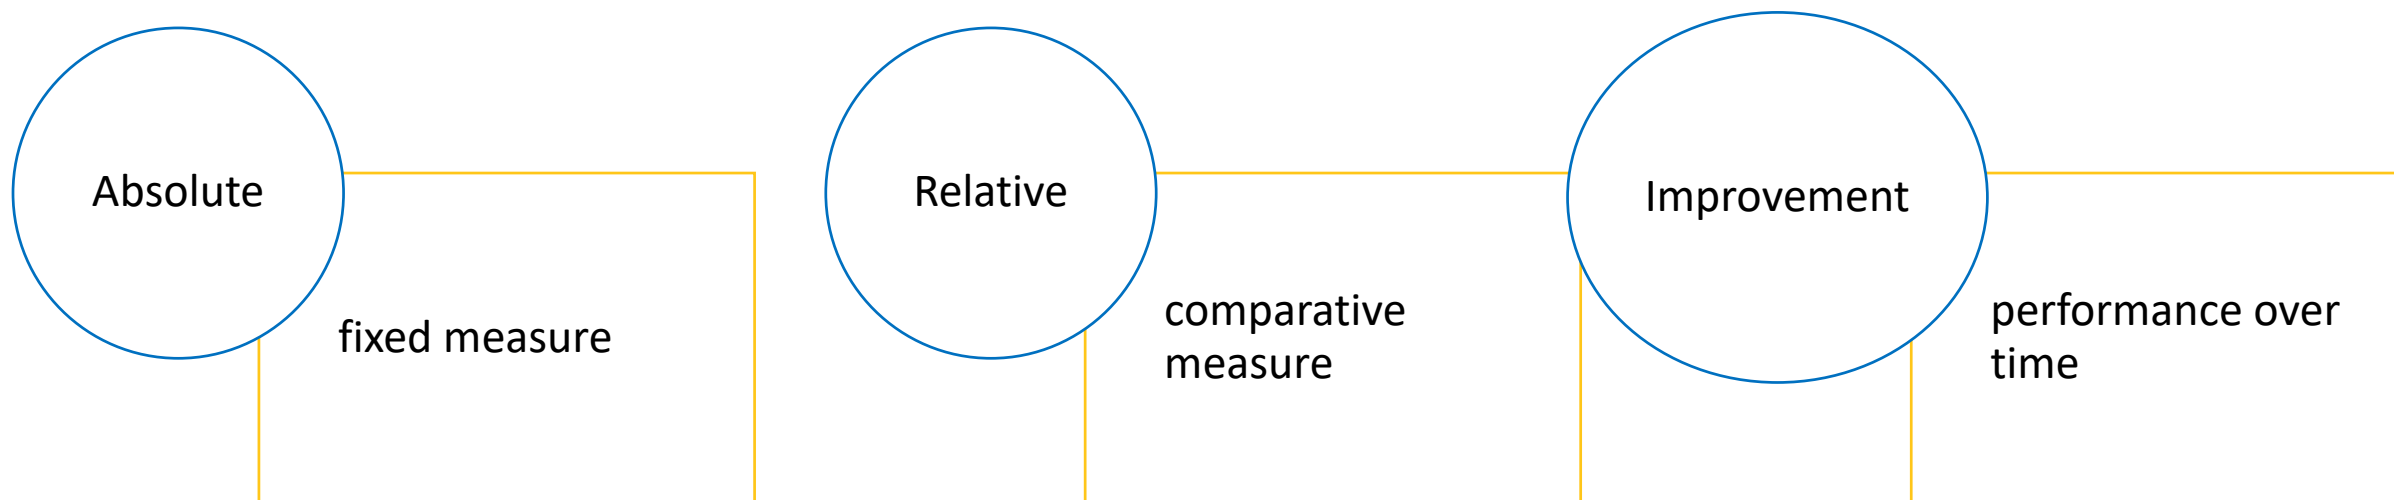 Absolute
fixed measure
Relative
comparative
measure
Improvement
performance over
time